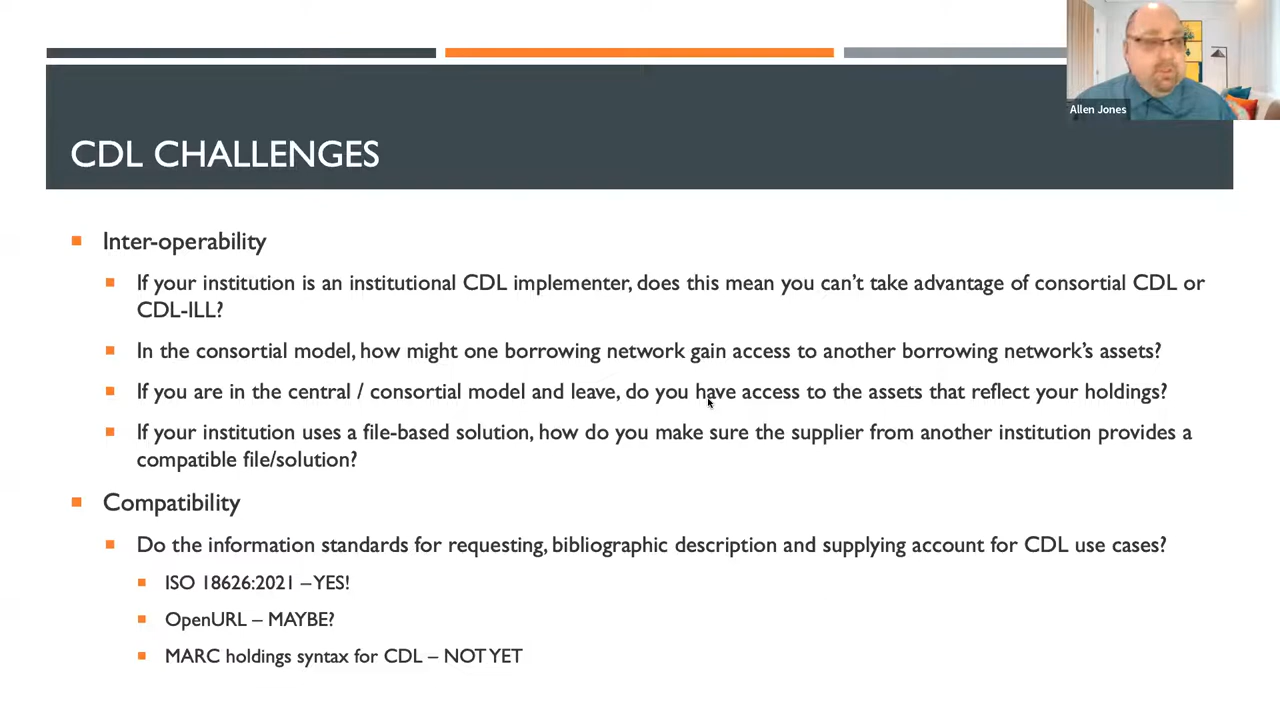 Allen Jones
CDL CHALLENGES
Inter-operability
If your institution is an institutional CDL implementer, does this mean you can’t take advantage of consortial CDL or
CDL-ILL?
In the consortial model, how might one borrowing network gain access to another borrowing network’s assets?
If you are in the central / consortial model and leave, do you have access to the assets that reflect your holdings?
If your institution uses a file-based solution, how do you make sure the supplier from another institution provides a
compatible file/solution?
Compatibility
Do the information standards for requesting, bibliographic description and supplying account for CDL use cases?
ISO 18626:2021 – YES!
OpenURL – MAYBE?
MARC holdings syntax for CDL – NOT YET